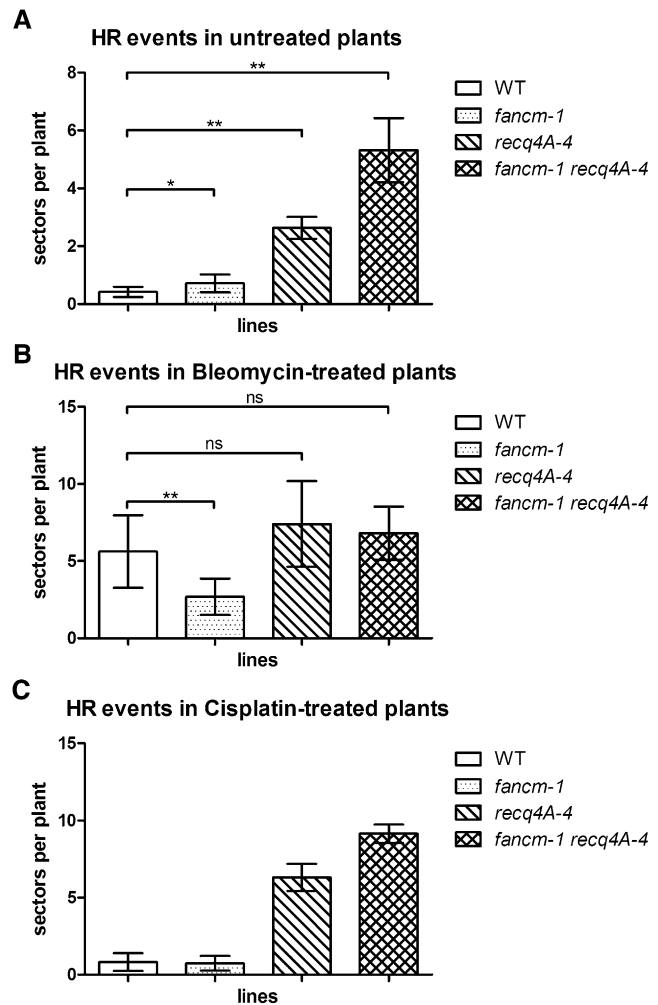 A
HR events in untreated plants
sectors per plant
8
6
4
2
0
**
**
*
lines
WT
fancm-1
recq4A-4
fancm-1 recq4A-4
B
HR events in Bleomycin-treated plants
sectors per plant
15
10
5
0
ns
ns
**
lines
WT
fancm-1
recq4A-4
fancm-1 recq4A-4
C
HR events in Cisplatin-treated plants
sectors per plant
15
10
5
0
lines
WT
fancm-1
recq4A-4
fancm-1 recq4A-4